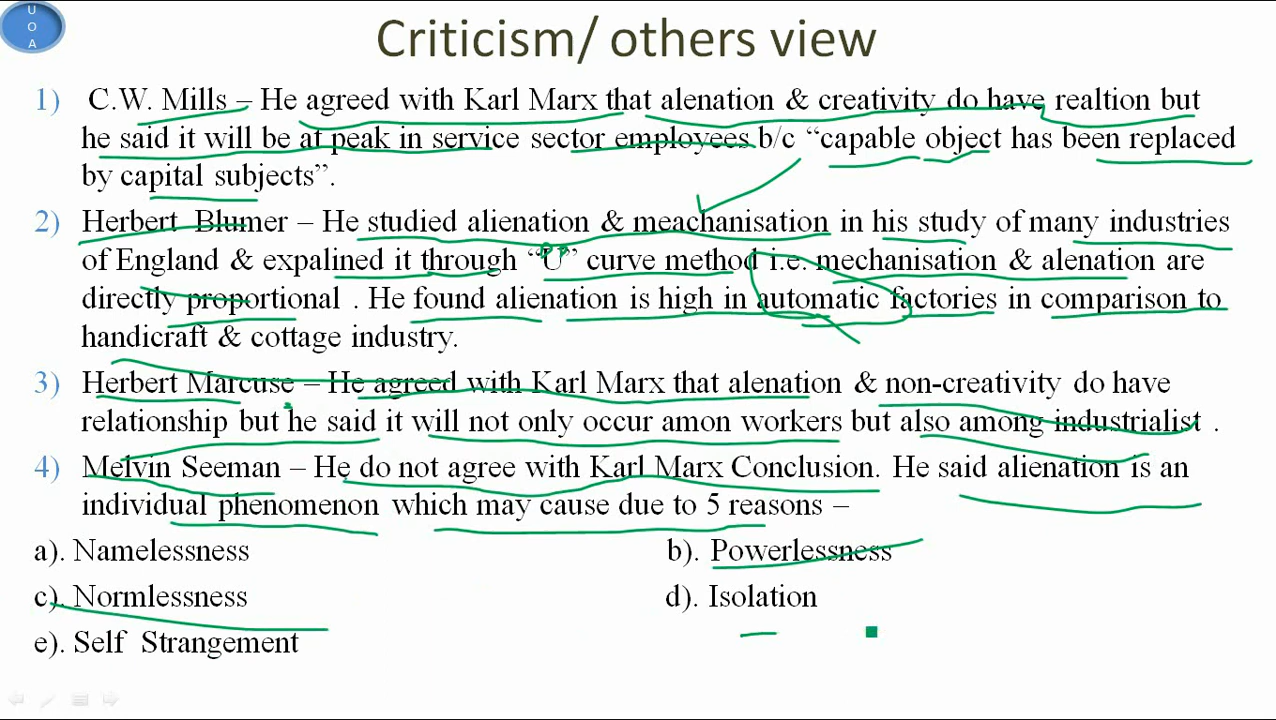 U
O
A
Criticism/ others view
1) C.W. Mills – He agreed with Karl Marx that alenation & creativity do have realtion but
he said it will be at peak in service sector employees b/c “capable object has been replaced
by capital subjects”.
2) Herbert Blumer – He studied alienation & meachanisation in his study of many industries
of England & expalined it through “U” curve method i.e. mechanisation & alenation are
directly proportional . He found alienation is high in automatic factories in comparison to
handicraft & cottage industry.
3) Herbert Marcuse – He agreed with Karl Marx that alenation & non-creativity do have
relationship but he said it will not only occur amon workers but also among industrialist .
4) Melvin Seeman – He do not agree with Karl Marx Conclusion. He said alienation is an
individual phenomenon which may cause due to 5 reasons –
a). Namelessness b). Powerlessness
c). Normlessness d). Isolation
e). Self Strangement